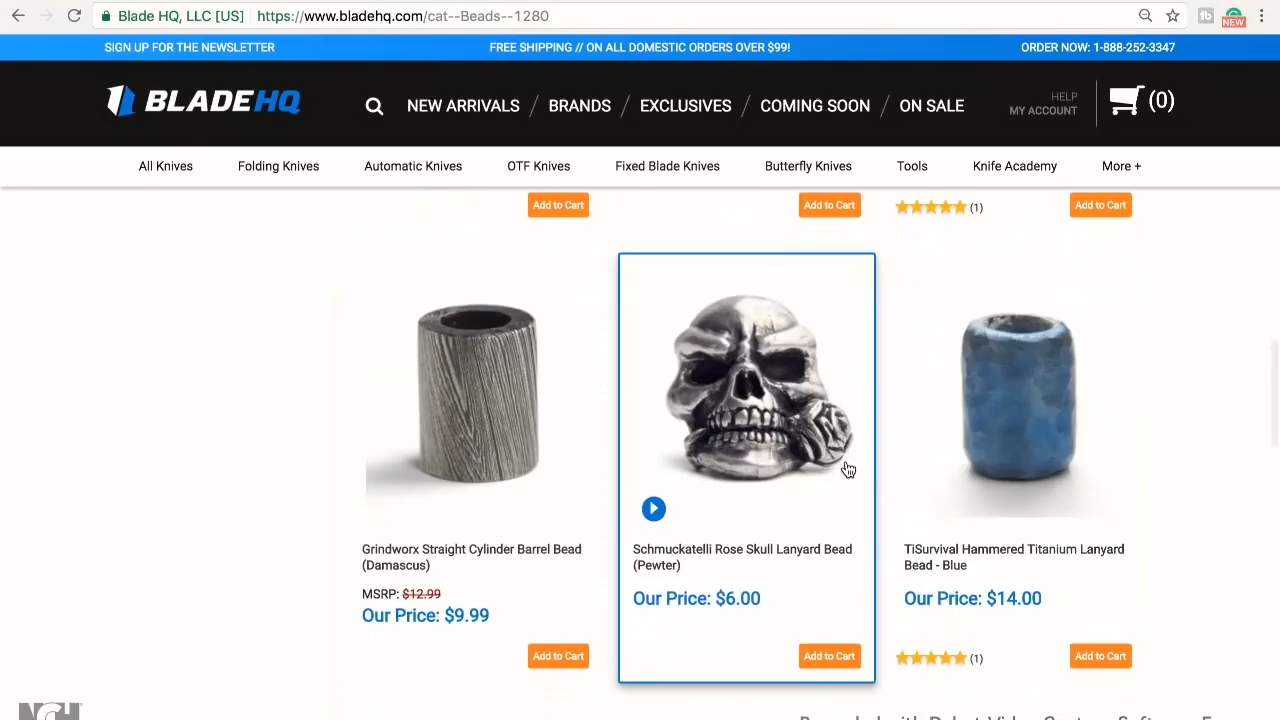 Blade HQ, LLC [US] https://www.bladehq.com/cat--Beads--1280
NEW
SIGN UP FOR THE NEWSLETTER FREE SHIPPING // ON ALL DOMESTIC ORDERS OVER $99! ORDER NOW: 1-888-252-3347
BLADEHQ NEW ARRIVALS / BRANDS / EXCLUSIVES / COMING SOON / ON SALE HELP
MY ACCOUNT (0)
All Knives Folding Knives Automatic Knives OTF Knives Fixed Blade Knives Butterfly Knives Tools Knife Academy More +
Add to Cart Add to Cart (1) Add to Cart
Grindworx Straight Cylinder Barrel Bead
(Damascus)
MSRP: $12.99
Our Price: $9.99
Add to Cart
Schmuckatelli Rose Skull Lanyard Bead
(Pewter)
Our Price: $6.00
Add to Cart
TiSurvival Hammered Titanium Lanyard
Bead - Blue
Our Price: $14.00
(1) Add to Cart
NCH